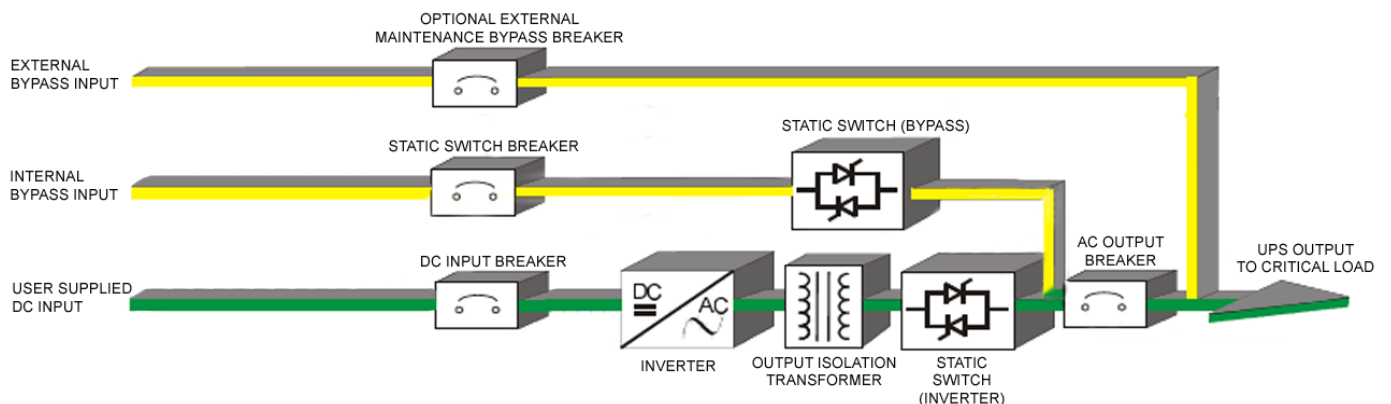 OPTIONAL EXTERNAL
MAINTENANCE BYPASS BREAKER
EXTERNAL
BYPASS INPUT
STATIC SWITCH (BYPASS)
STATIC SWITCH BREAKER
INTERNAL
BYPASS INPUT
AC OUTPUT
BREAKER
UPS OUTPUT
TO CRITICAL LOAD
DC INPUT BREAKER
USER SUPPLIED
DC INPUT
DC
AC
INVERTER
OUTPUT ISOLATION
TRANSFORMER
STATIC
SWITCH
(INVERTER)